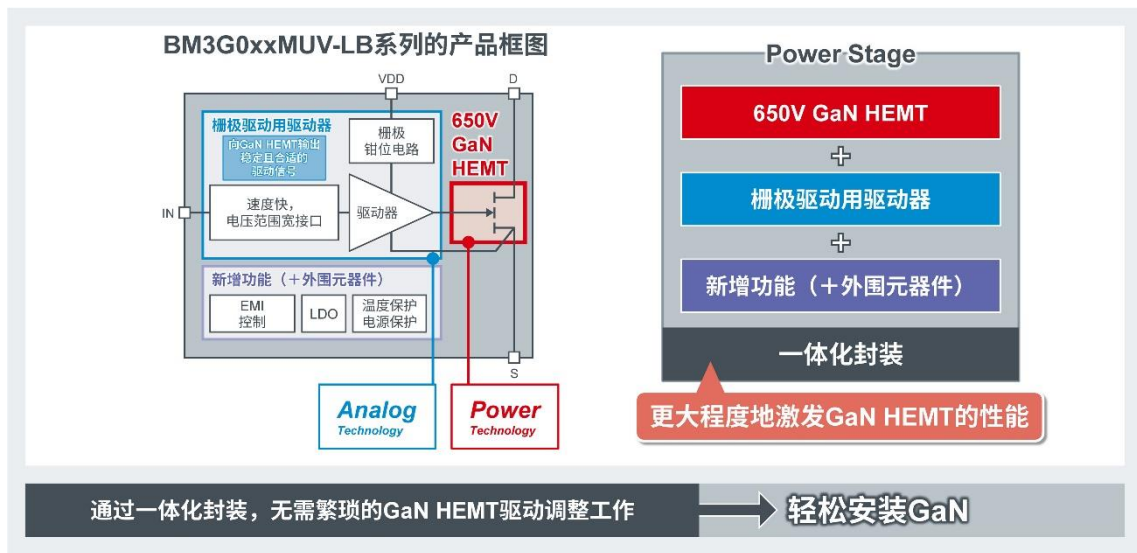 BM3G0xxMUV-LB系列的产品框图
VDD
D
栅极驱动用驱动器
向GaN HEMT输出
稳定且合适的
驱动信号
栅极
钳位电路
650V
GaN
HEMT
IN
速度快，
电压范围宽接口
驱动器
新增功能（＋外围元器件）
EMI
控制
LDO
温度保护
电源保护
S
Analog
Technology
Power
Technology
Power Stage
650V GaN HEMT
+
栅极驱动用驱动器
+
新增功能（＋外围元器件）
一体化封装
更大程度地激发GaN HEMT的性能
通过一体化封装，无需繁琐的GaN HEMT驱动调整工作
轻松安装GaN